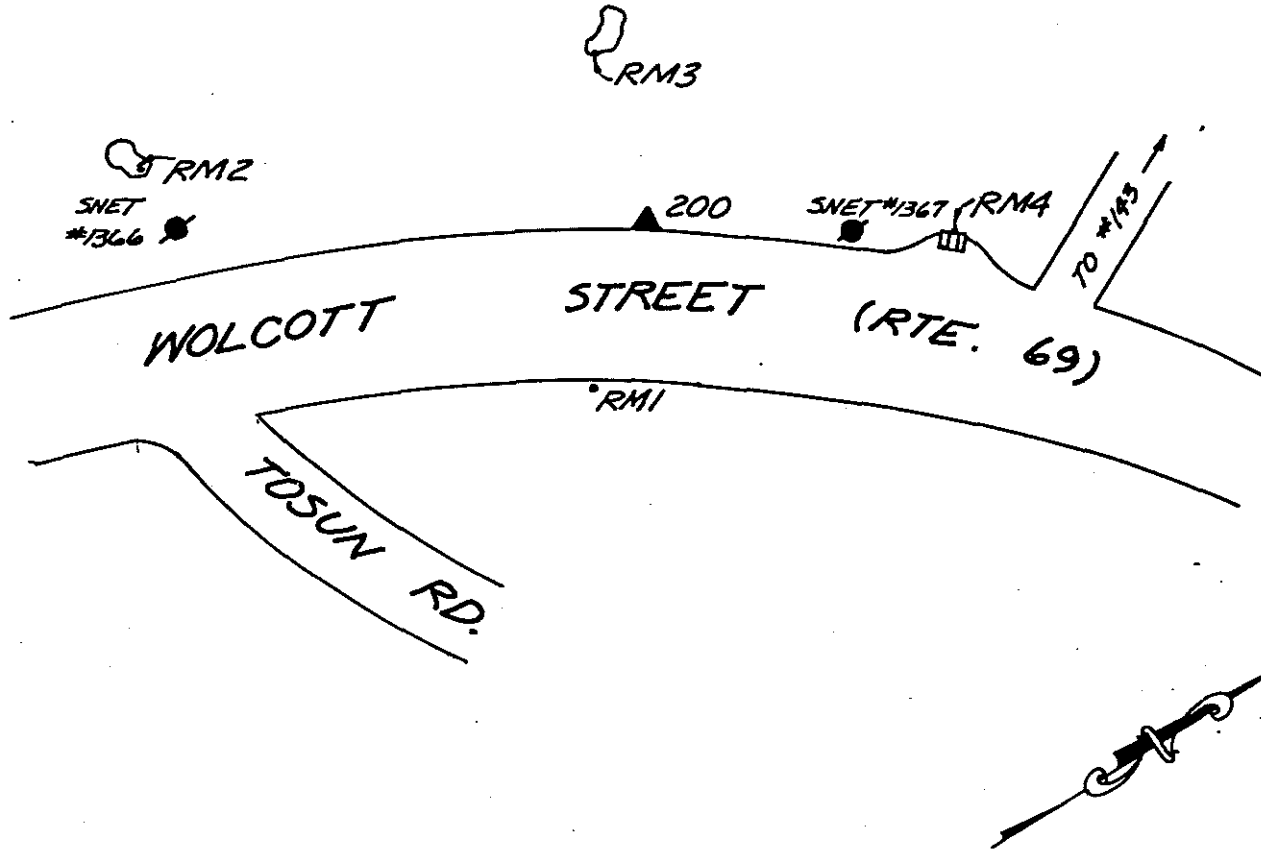 RM3
RM2
SNET
#1366
200
SNET #1367
RM4
TO #143
WOLCOTT STREET (RTE. 69)
RM1
TOSUN RD.
N